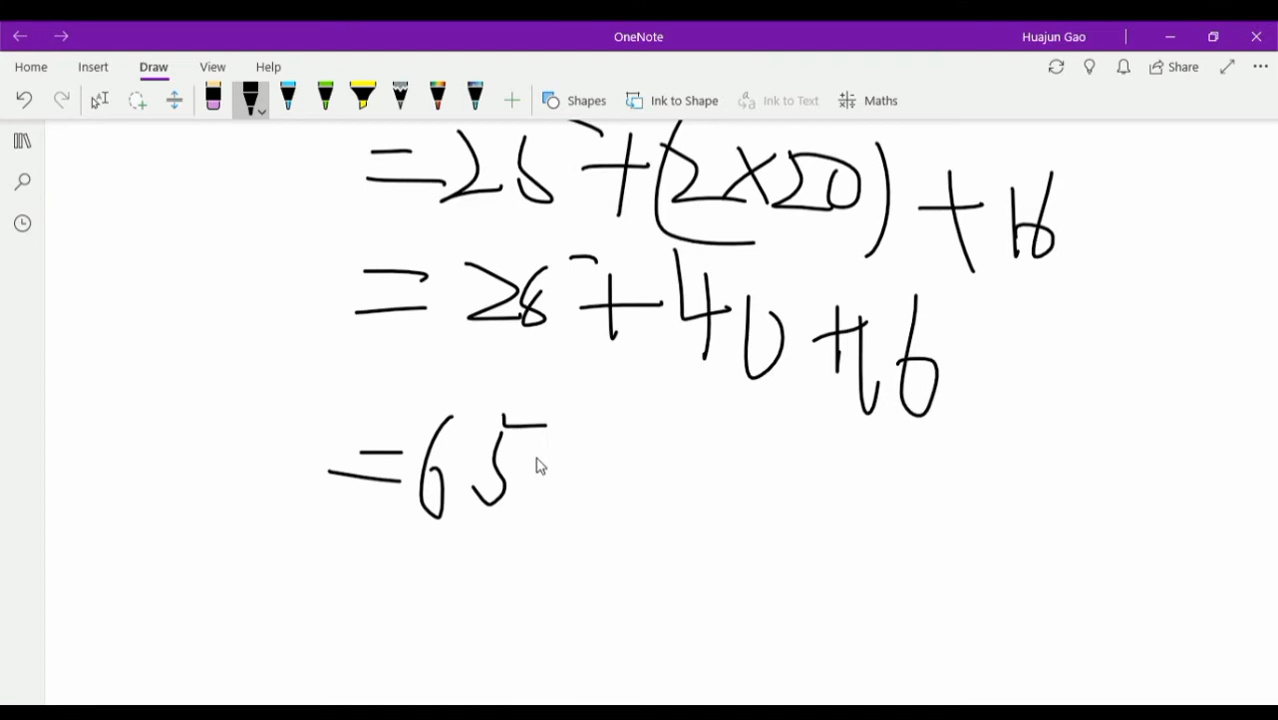 OneNote
Huajun Gao
Home Insert Draw View Help
Share
Shapes Ink to Shape Ink to Text Maths
=25+(2×20)+16
=28+40+16
=65